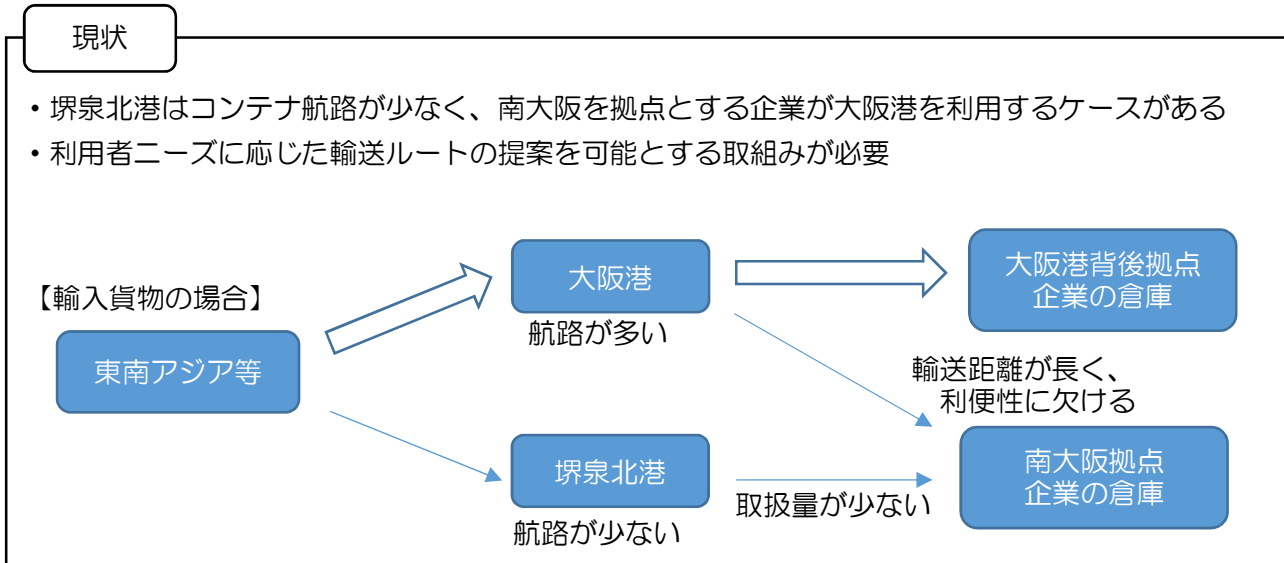 現状
・堺泉北港はコンテナ航路が少なく、南大阪を拠点とする企業が大阪港を利用するケースがある
・利用者ニーズに応じた輸送ルートの提案を可能とする取組みが必要
【輸入貨物の場合】
東南アジア等
大阪港
航路が多い
大阪港背後拠点
企業の倉庫
輸送距離が長く、
利便性に欠ける
堺泉北港
航路が少ない
取扱量が少ない
南大阪拠点
企業の倉庫